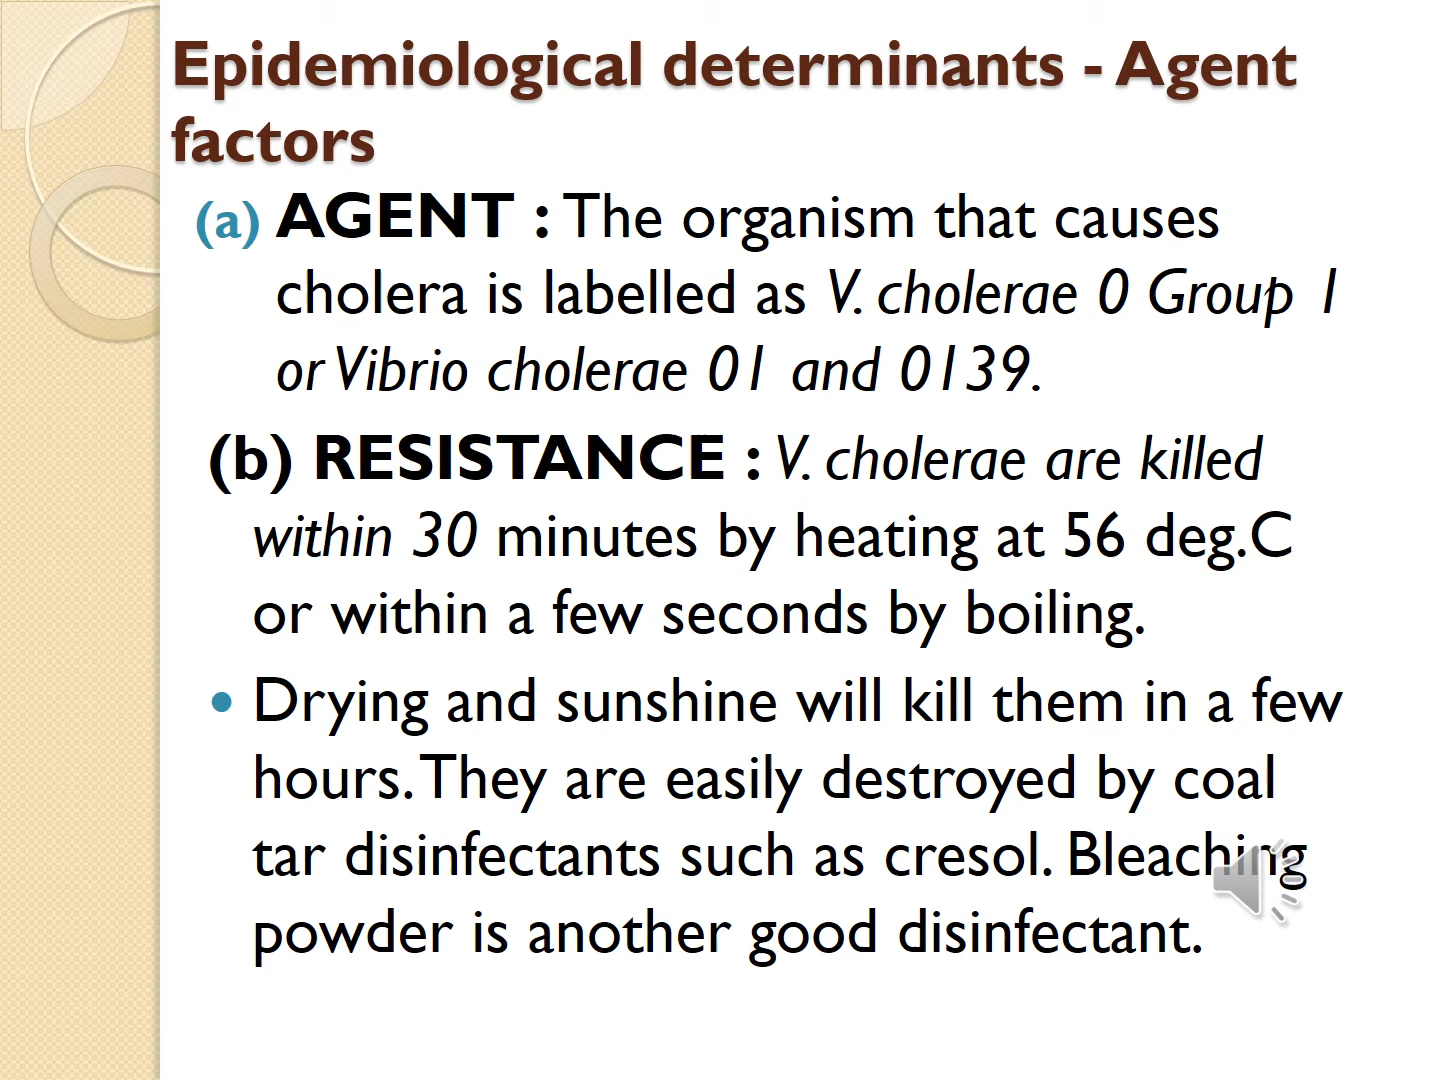 Epidemiological determinants - Agent
factors
(a) AGENT : The organism that causes
cholera is labelled as V. cholerae 0 Group 1
or Vibrio cholerae 01 and 0139.
(b) RESISTANCE : V. cholerae are killed
within 30 minutes by heating at 56 deg.C
or within a few seconds by boiling.
• Drying and sunshine will kill them in a few
hours. They are easily destroyed by coal
tar disinfectants such as cresol. Bleaching
powder is another good disinfectant.